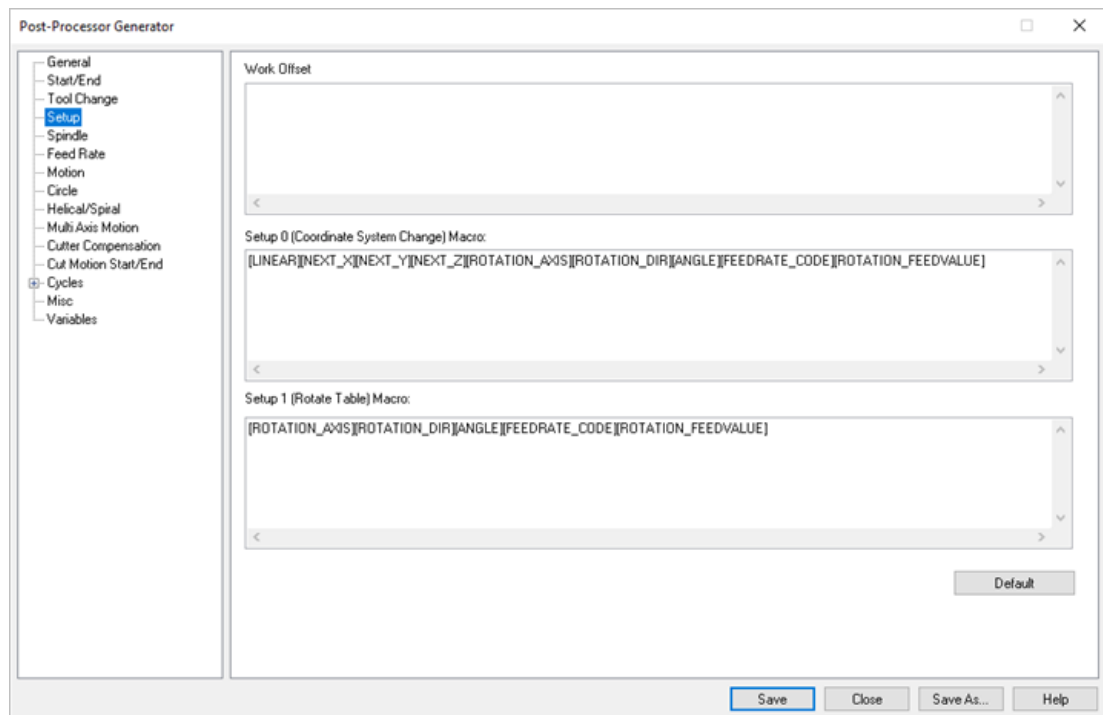 Post-Processor Generator
General
Start/End
Tool Change
Setup
Spindle
Feed Rate
Motion
Circle
Helical/Spiral
Multi Axis Motion
Cutter Compensation
Cut Motion Start/End
Cycles
Misc
Variables
Work Offset
Setup 0 (Coordinate System Change) Macro:
[LINEAR][NEXT_X][NEXT_Y][NEXT_Z][ROTATION_AXIS][ROTATION_DIR][ANGLE][FEEDRATE_CODE][ROTATION_FEEDVALUE]
Setup 1 (Rotate Table) Macro:
[ROTATION_AXIS][ROTATION_DIR][ANGLE][FEEDRATE_CODE][ROTATION_FEEDVALUE]
Default
Save
Close
Save As...
Help